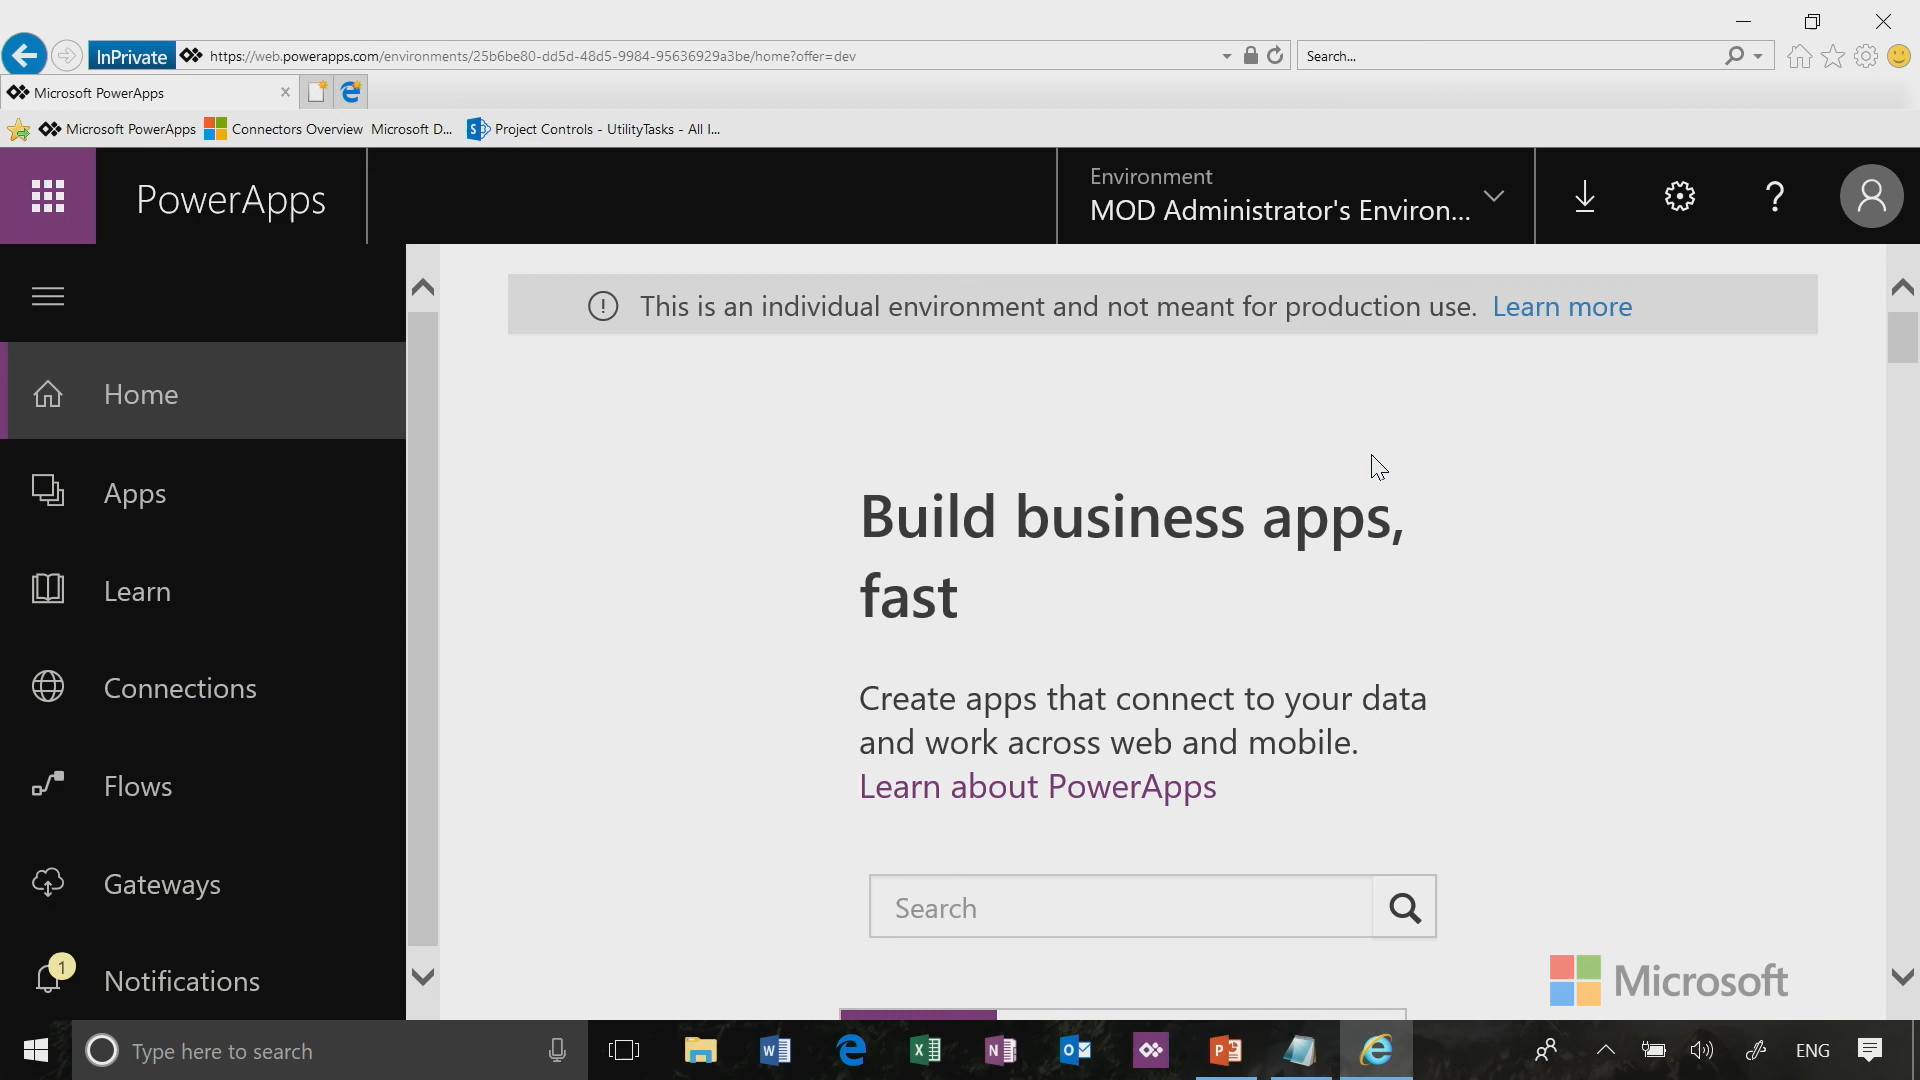 InPrivate
https://web.powerapps.com/environments/25b6be80-dd5d-48d5-9984-95636929a3be/home?offer=dev
Search...
Microsoft PowerApps
Microsoft PowerApps
Connectors Overview Microsoft D...
Project Controls - UtilityTasks - All I...
PowerApps
Environment
MOD Administrator's Environ...
?
This is an individual environment and not meant for production use. Learn more
Home
Apps
Learn
Connections
Flows
Gateways
1
Notifications
Build business apps,
fast
Create apps that connect to your data
and work across web and mobile.
Learn about PowerApps
Search
Microsoft
Type here to search
ENG